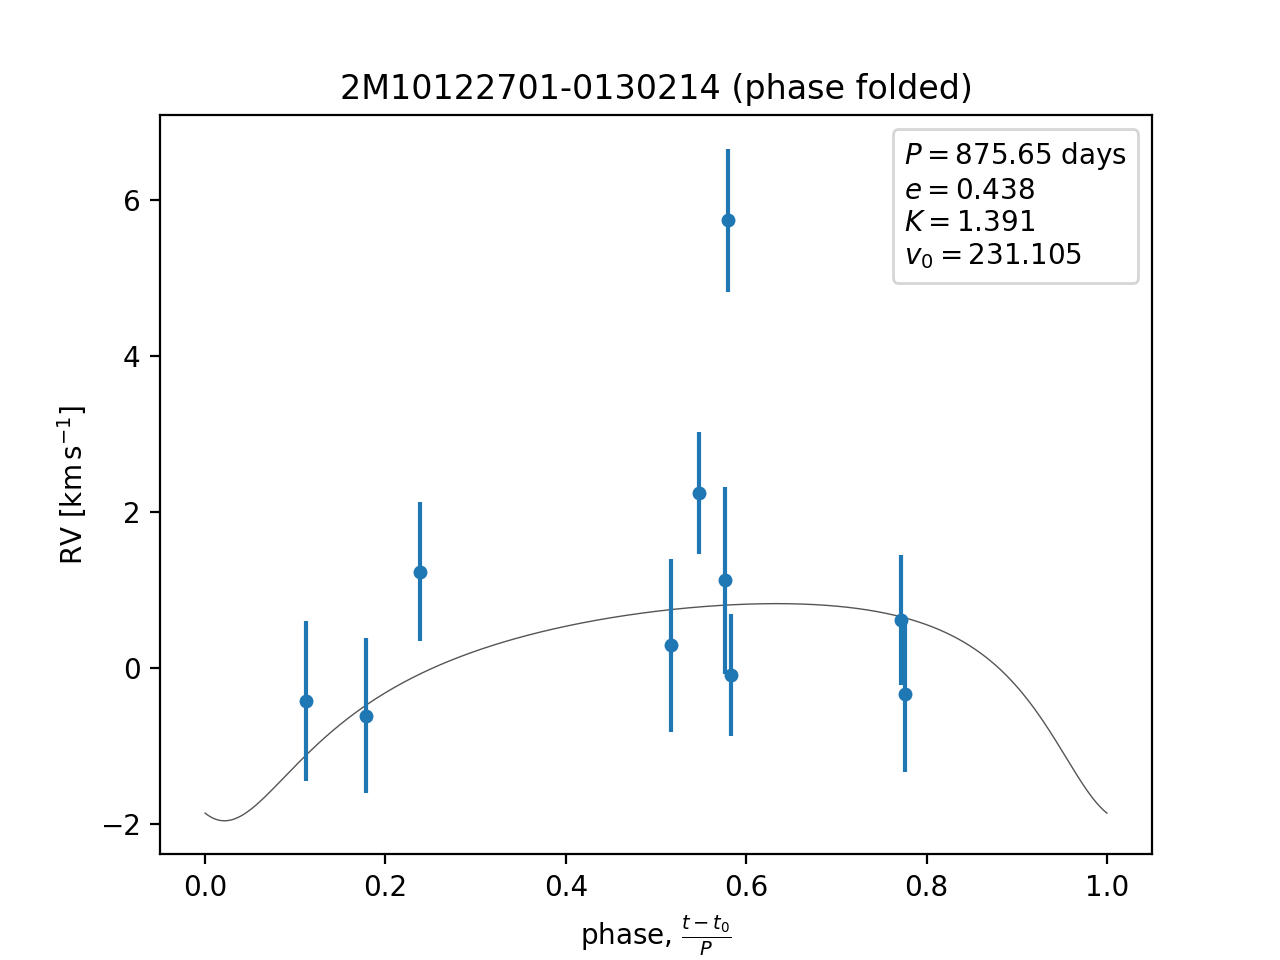 2M10122701-0130214 (phase folded)
P = 875.65 days
e = 0.438
K = 1.391
v₀ = 231.105
6
4
2
0
−2
RV [km s⁻¹]
0.0 0.2 0.4 0.6 0.8 1.0
phase, (t − t₀)/P